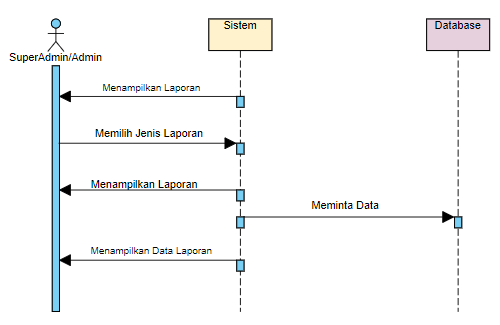 Sistem
Database
SuperAdmin/Admin
Menampilkan Laporan
Memilih Jenis Laporan
Menampilkan Laporan
Meminta Data
Menampilkan Data Laporan